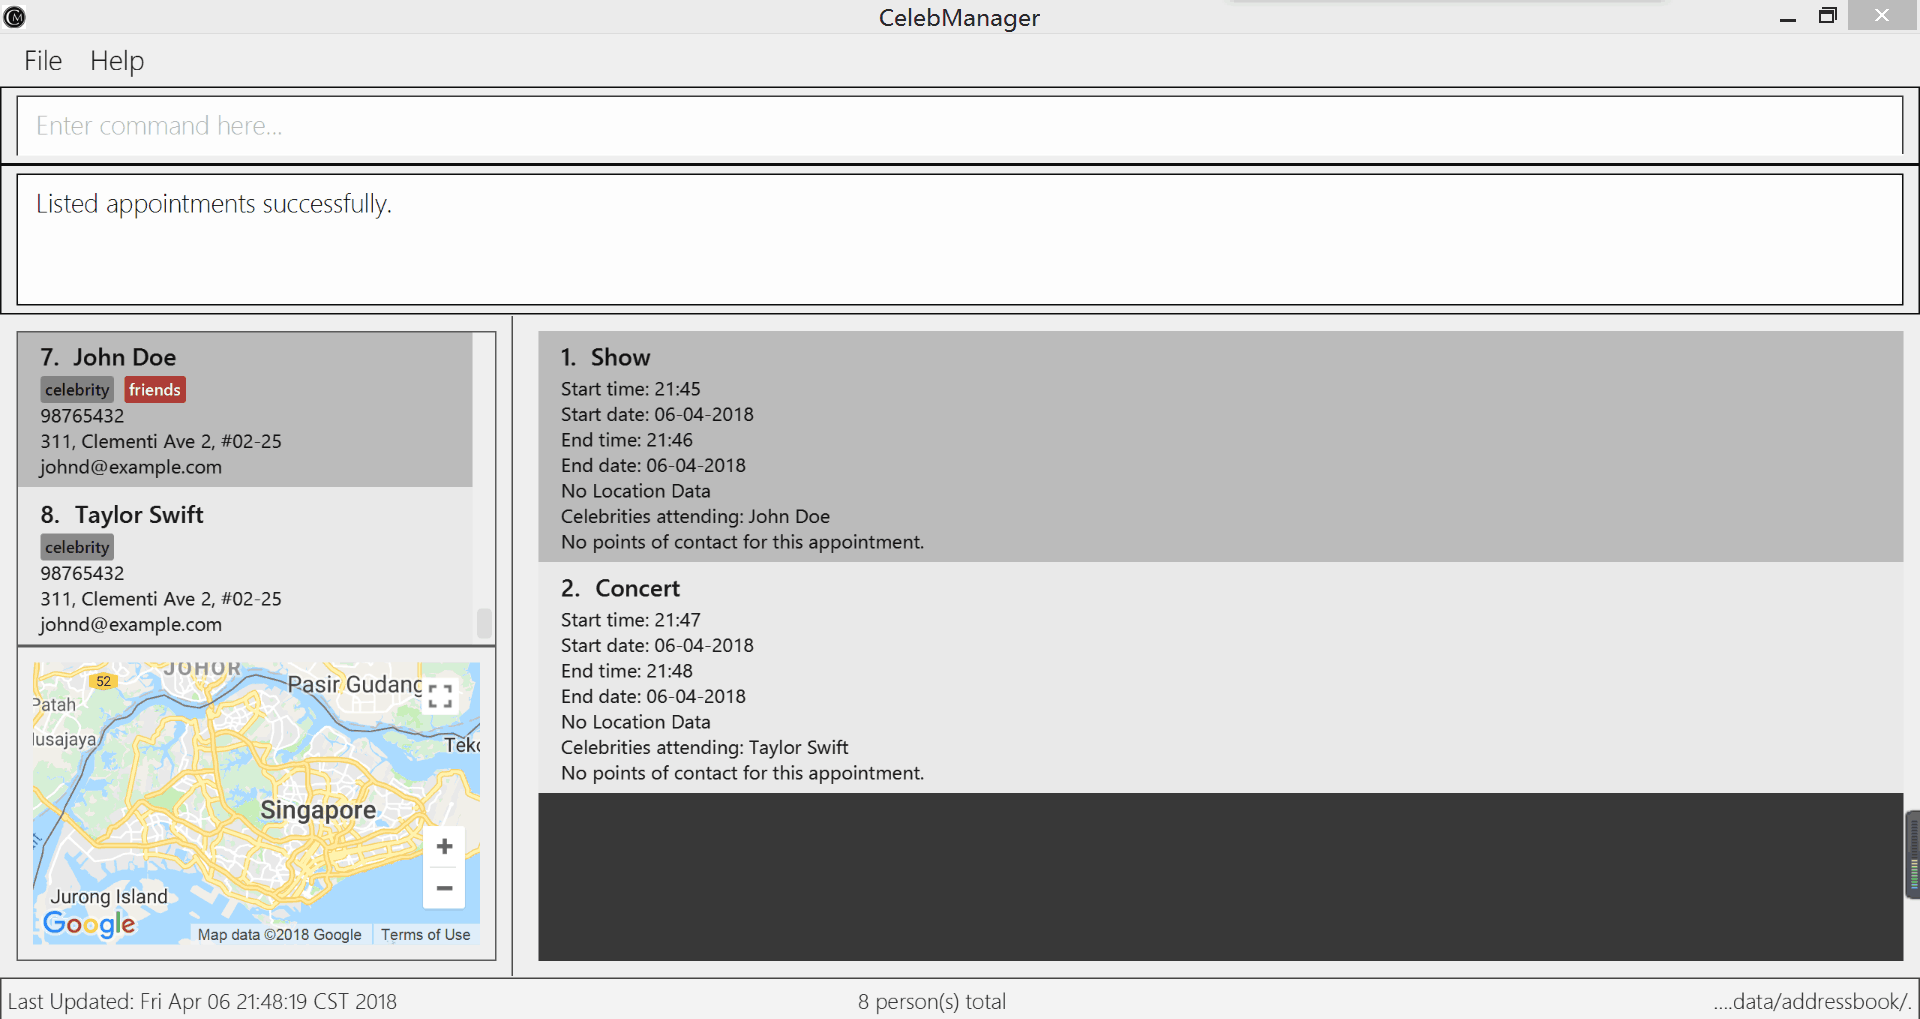 CM
CelebManager
File Help
Enter command here...
Listed appointments successfully.
7. John Doe
celebrity friends
98765432
311, Clementi Ave 2, #02-25
johnd@example.com
8. Taylor Swift
celebrity
98765432
311, Clementi Ave 2, #02-25
johnd@example.com
JOHOR
52
Pasir Gudang
Patah
Iusajaya
Teko
Singapore
Jurong Island
Google
Map data ©2018 Google Terms of Use
1. Show
Start time: 21:45
Start date: 06-04-2018
End time: 21:46
End date: 06-04-2018
No Location Data
Celebrities attending: John Doe
No points of contact for this appointment.
2. Concert
Start time: 21:47
Start date: 06-04-2018
End time: 21:48
End date: 06-04-2018
No Location Data
Celebrities attending: Taylor Swift
No points of contact for this appointment.
Last Updated: Fri Apr 06 21:48:19 CST 2018
8 person(s) total
....data/addressbook/.